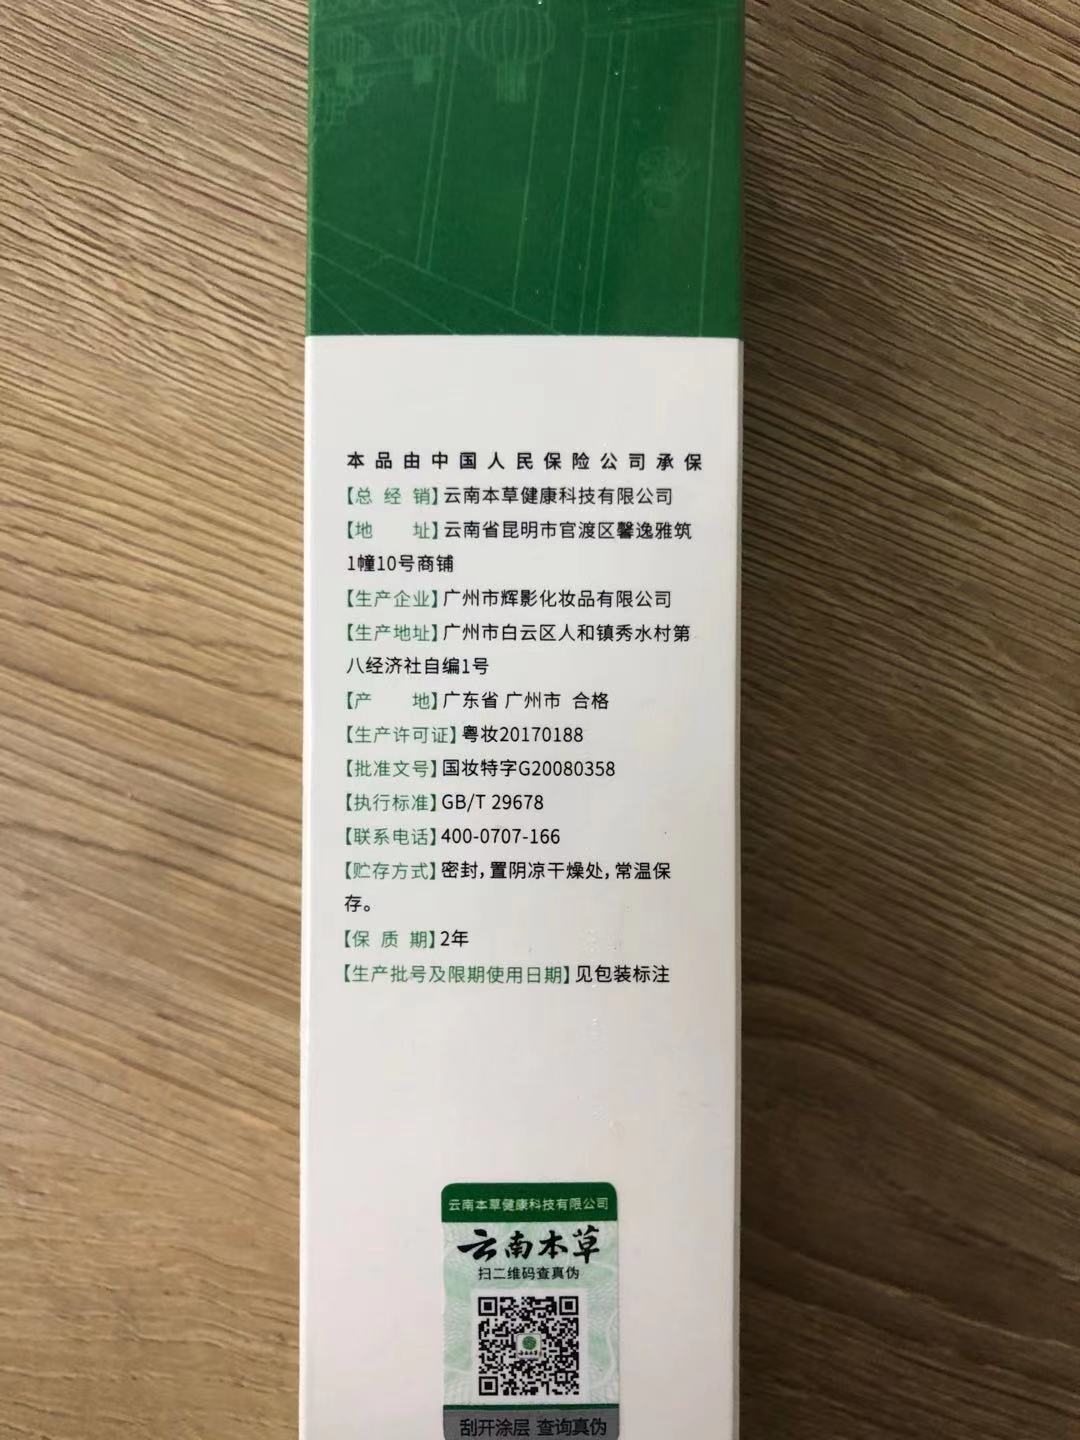 本品由中国人民保险公司承保
【总经销】云南本草健康科技有限公司
【地 址】云南省昆明市官渡区馨逸雅筑
1幢10号商铺
【生产企业】广州市辉影化妆品有限公司
【生产地址】广州市白云区人和镇秀水村第
八经济社自编1号
【产 地】广东省 广州市 合格
【生产许可证】粤妆20170188
【批准文号】国妆特字G20080358
【执行标准】GB/T 29678
【联系电话】400-0707-166
【贮存方式】密封,置阴凉干燥处,常温保
存。
【保质期】2年
【生产批号及限期使用日期】见包装标注
云南本草健康科技有限公司
云南本草
扫二维码查真伪
刮开涂层 查询真伪